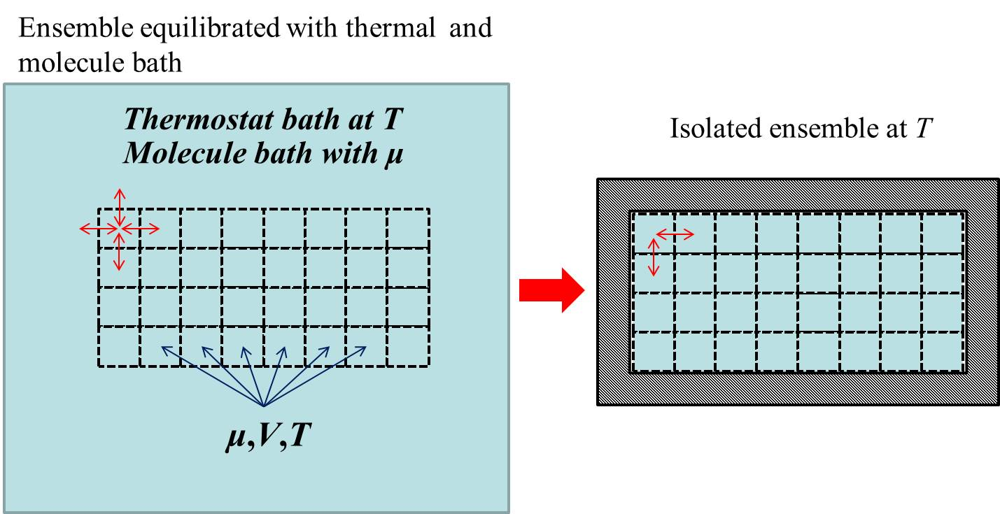 Ensemble equilibrated with thermal and
molecule bath
Thermostat bath at T
Molecule bath with μ
Isolated ensemble at T
μ,V,T